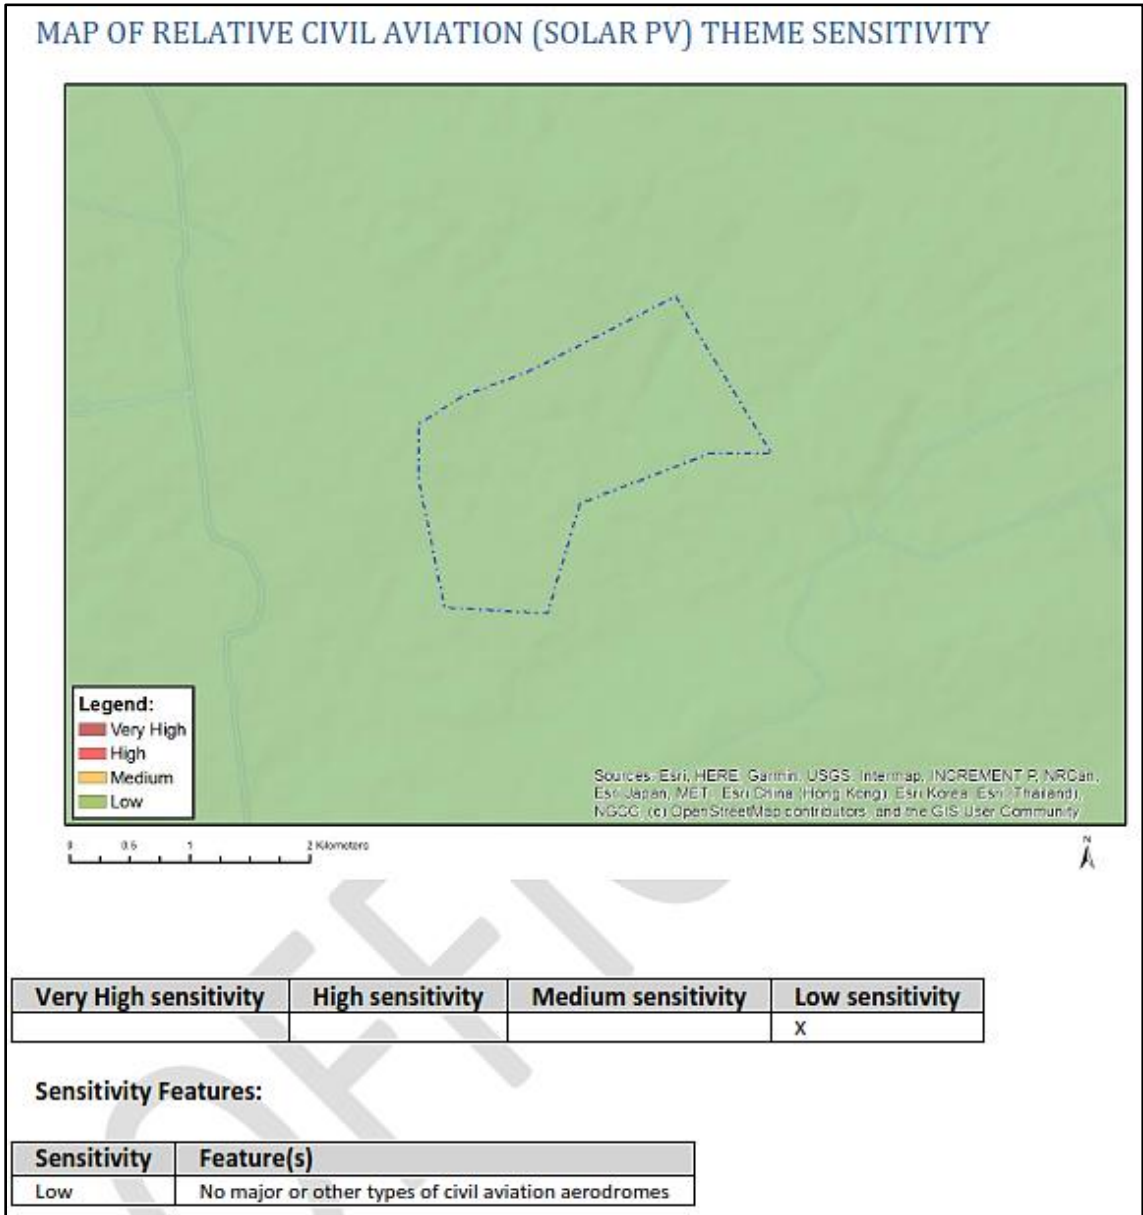 MAP OF RELATIVE CIVIL AVIATION (SOLAR PV) THEME SENSITIVITY
Legend:
Very High
High
Medium
Low
Sources: Esri, HERE, Garmin, USGS, Intermap, INCREMENT P, NRCan,
Esri Japan, METI, Esri China (Hong Kong), Esri Korea, Esri (Thailand),
NGCC, (c) OpenStreetMap contributors, and the GIS User Community
0 0.5 1 2 Kilometers
N
Very High sensitivity High sensitivity Medium sensitivity Low sensitivity
X
Sensitivity Features:
Sensitivity Feature(s)
Low No major or other types of civil aviation aerodromes